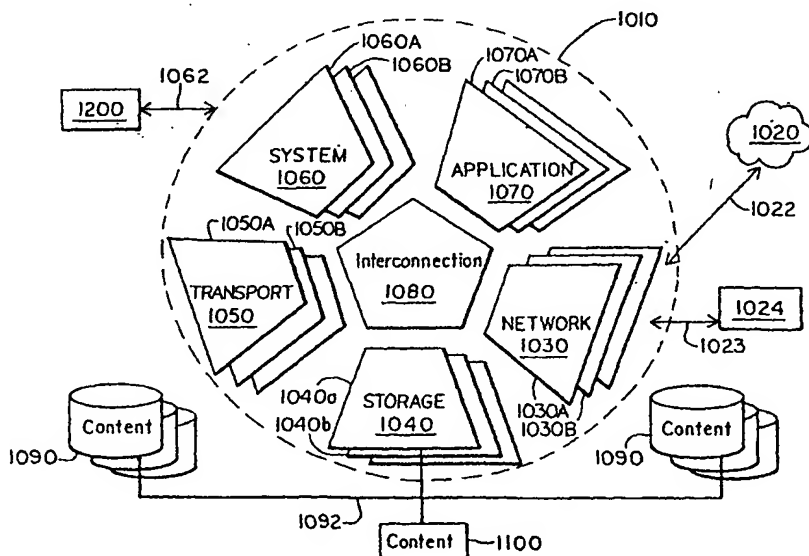 1010
1060A
1060B
1070A
1070B
1062
1200
1020
SYSTEM
1060
APPLICATION
1070
1022
1050A
1050B
Interconnection
1080
TRANSPORT
1050
NETWORK
1030
1024
1023
1040a
STORAGE
1040
1040b
1030A
1030B
Content
1090
Content
1090
1092
Content
1100